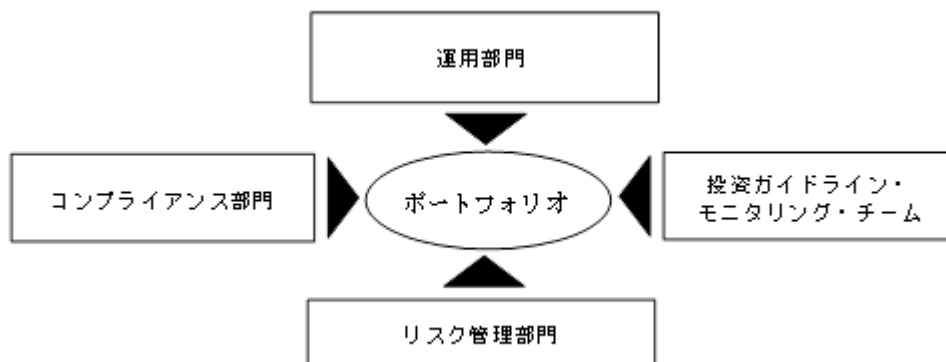 運用部門
コンプライアンス部門
ポートフォリオ
投資ガイドライン・
モニタリング・チーム
リスク管理部門